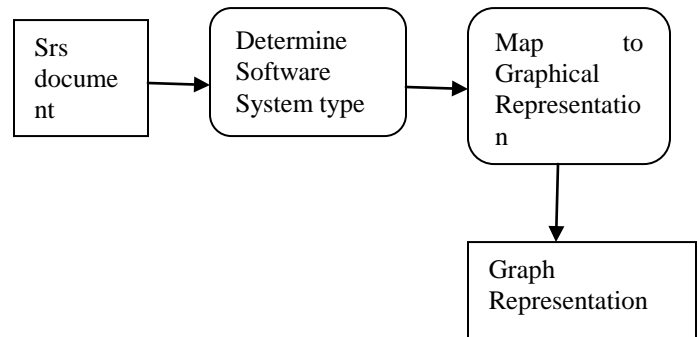 Srs
docume
nt
Determine
Software
System type
Map to
Graphical
Representatio
n
Graph
Representation